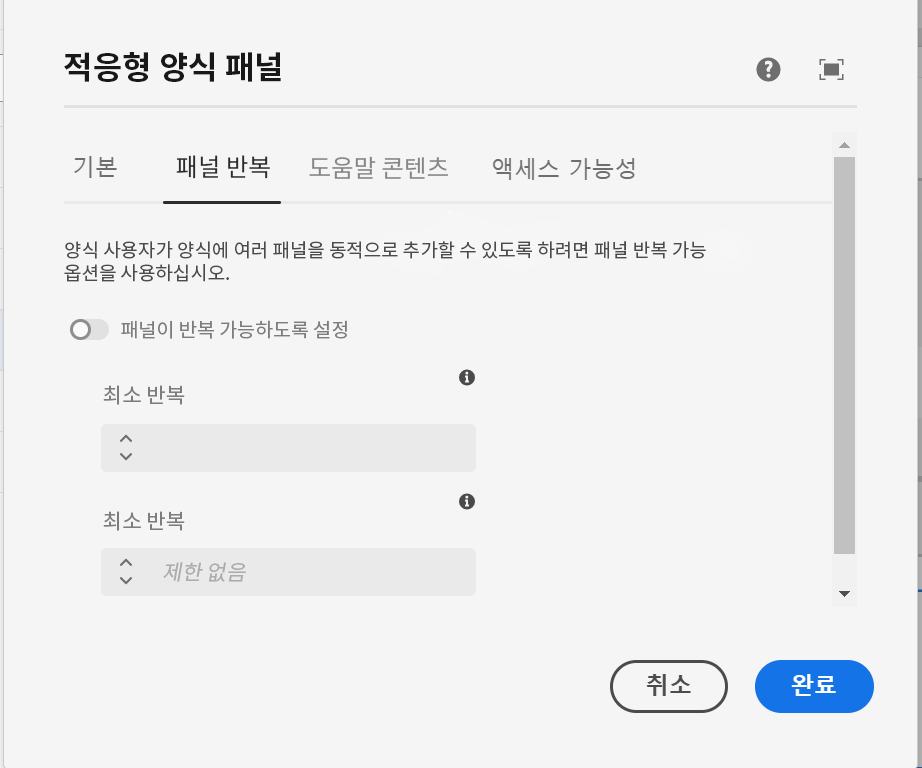 적응형 양식 패널
기본 패널 반복 도움말 콘텐츠 액세스 가능성
양식 사용자가 양식에 여러 패널을 동적으로 추가할 수 있도록 하려면 패널 반복 가능
옵션을 사용하십시오.
패널이 반복 가능하도록 설정
최소 반복
최소 반복
제한 없음
취소 완료